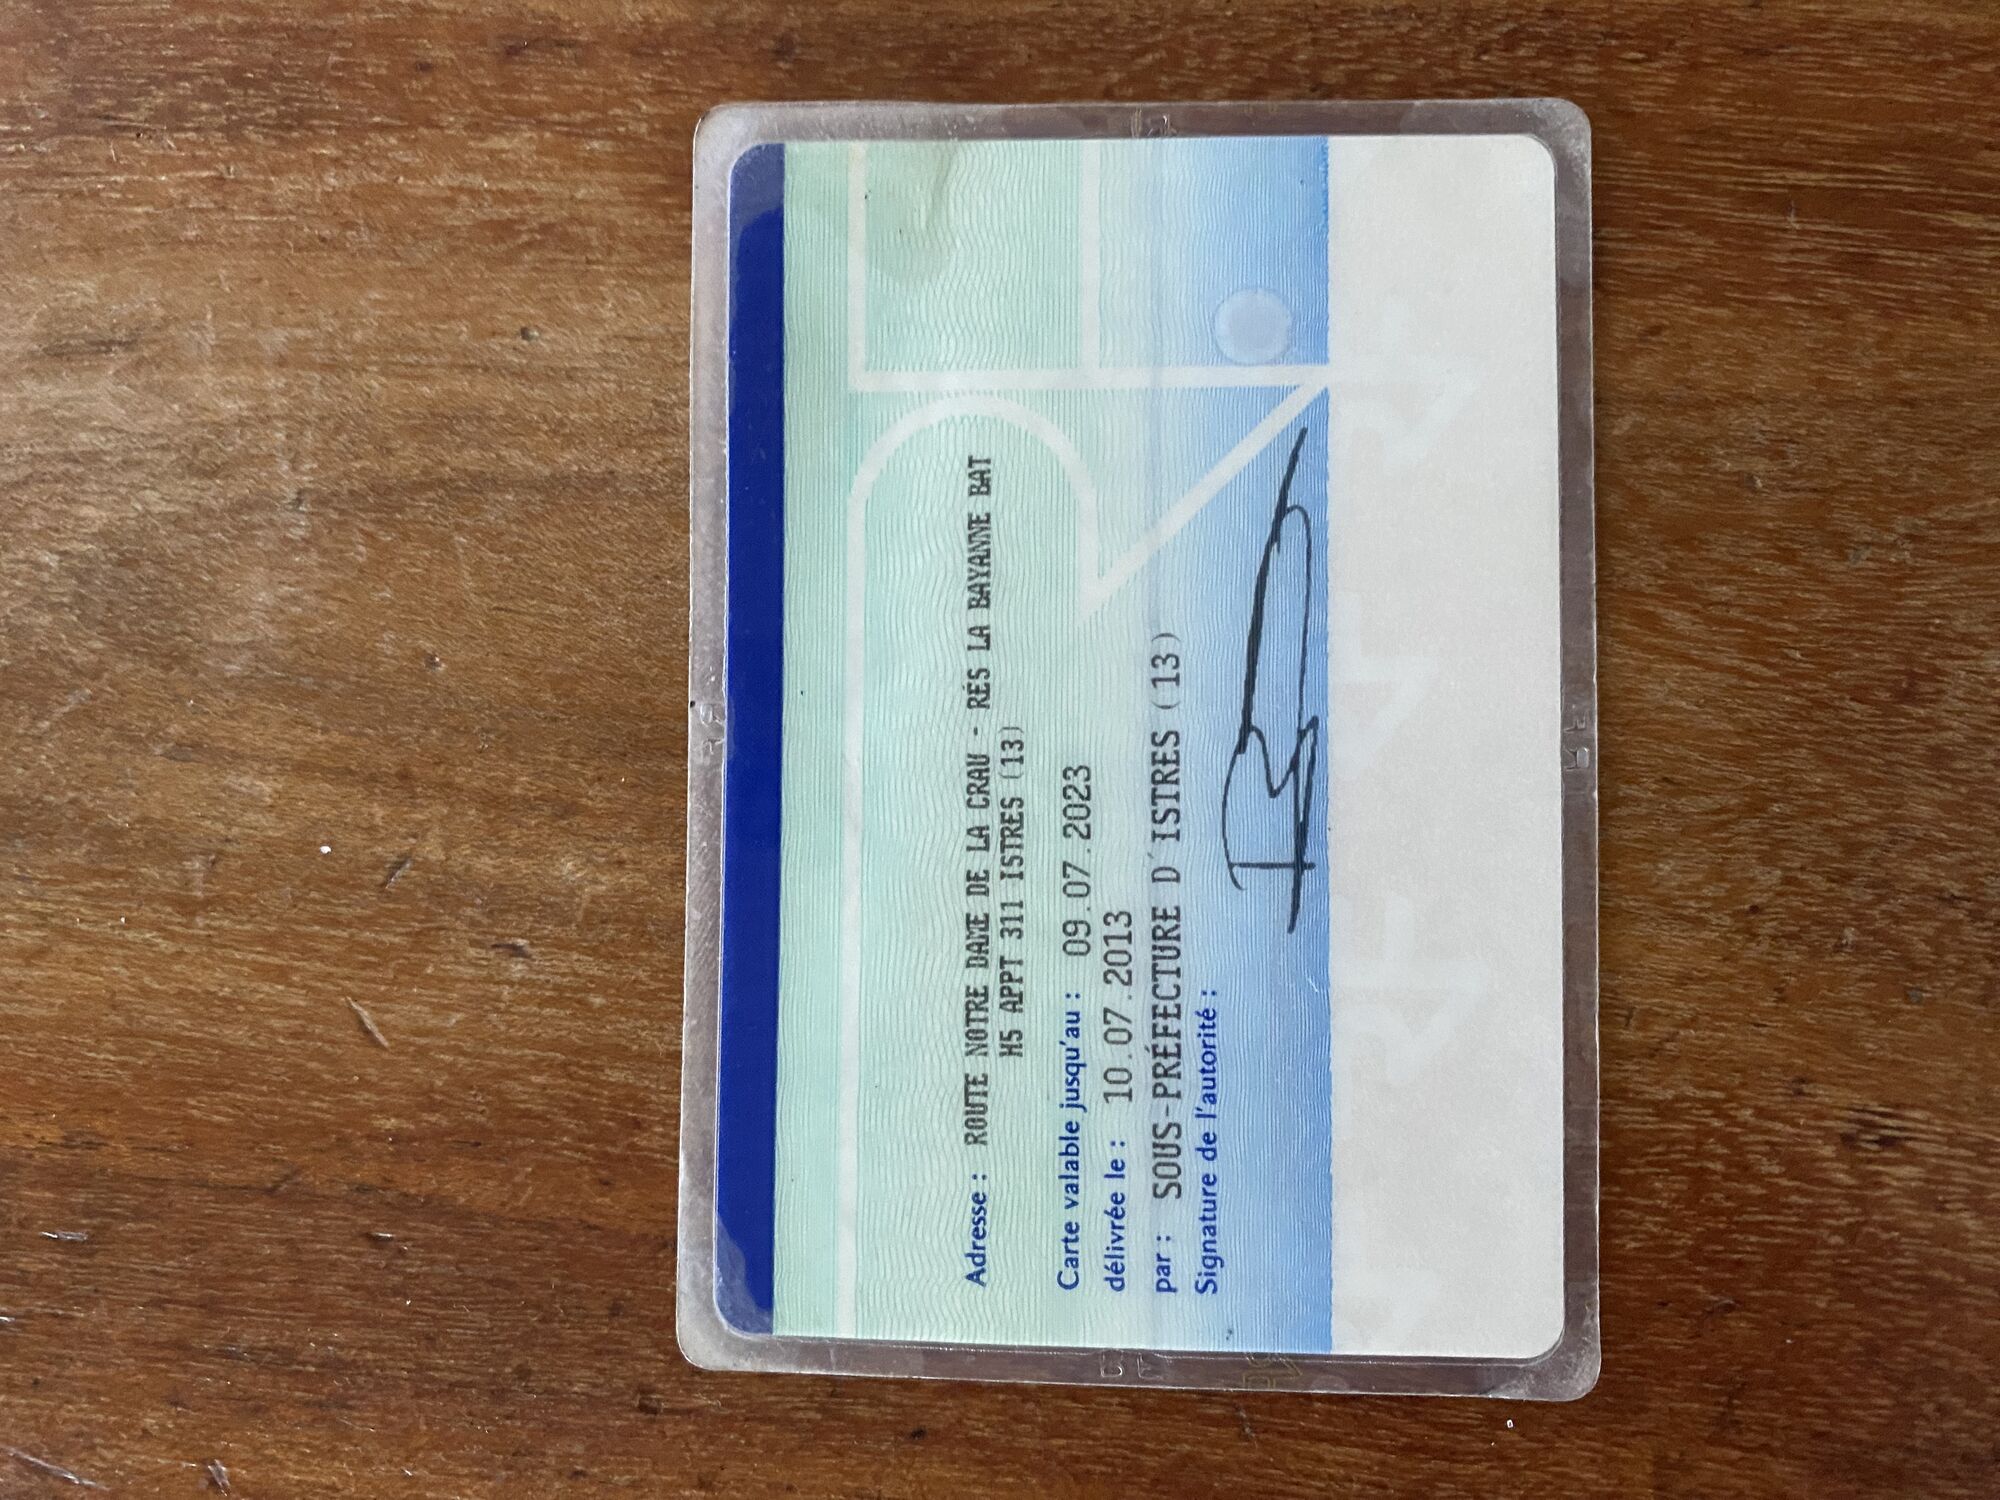 Adresse : ROUTE NOTRE DAME DE LA CRAU - RÉS LA BAYANNE BAT
H5 APPT 311 ISTRES (13)
Carte valable jusqu'au : 09.07.2023
délivrée le : 10.07.2013
par : SOUS-PRÉFECTURE D'ISTRES (13)
Signature de l'autorité :